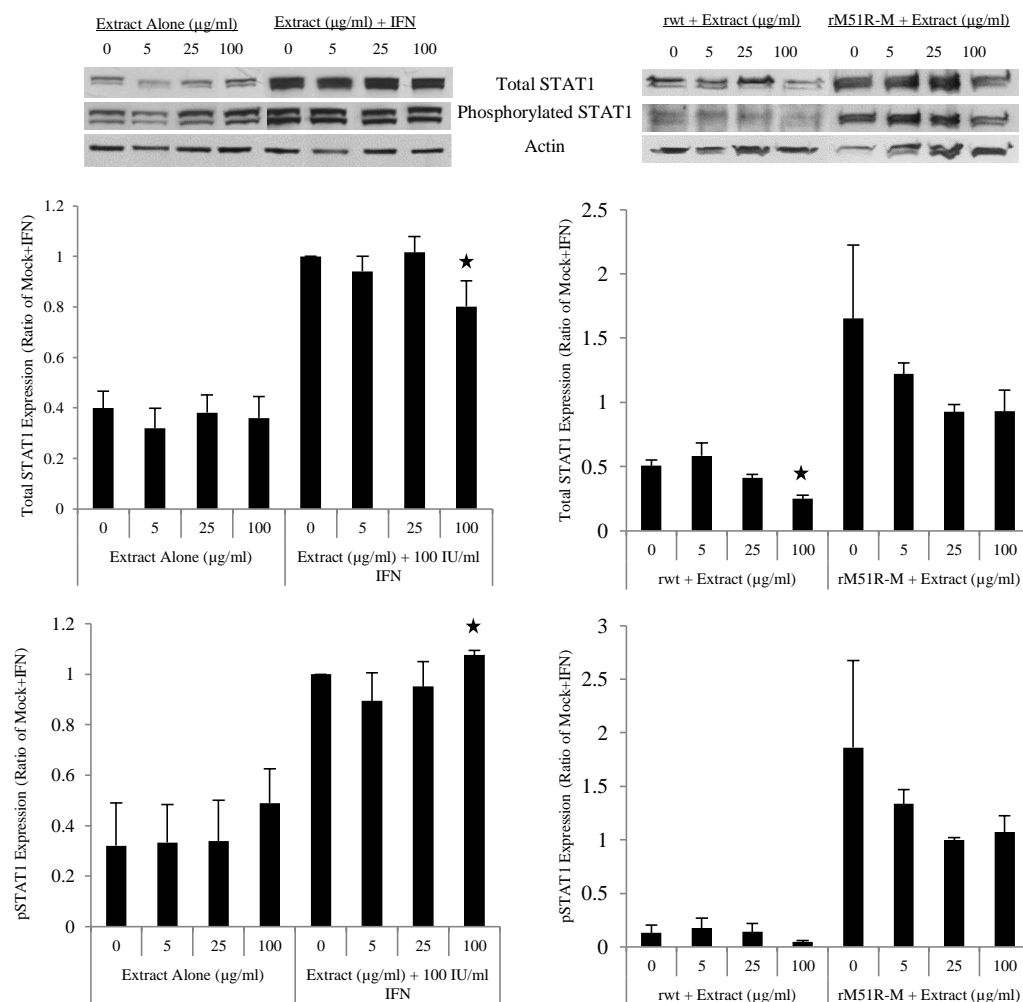 Extract Alone (µg/ml)
Extract (µg/ml) + IFN
0 5 25 100 0 5 25 100
rwt + Extract (µg/ml)
rM51R-M + Extract (µg/ml)
0 5 25 100 0 5 25 100
Total STAT1
Phosphorylated STAT1
Actin
Total STAT1 Expression (Ratio of Mock+IFN)
1.2
1
0.8
0.6
0.4
0.2
0
★
0 5 25 100 0 5 25 100
Extract Alone (µg/ml)
Extract (µg/ml) + 100 IU/ml
IFN
Total STAT1 Expression (Ratio of Mock+IFN)
2.5
2
1.5
1
0.5
0
★
0 5 25 100 0 5 25 100
rwt + Extract (µg/ml)
rM51R-M + Extract (µg/ml)
pSTAT1 Expression (Ratio of Mock+IFN)
1.2
1
0.8
0.6
0.4
0.2
0
★
0 5 25 100 0 5 25 100
Extract Alone (µg/ml)
Extract (µg/ml) + 100 IU/ml
IFN
pSTAT1 Expression (Ratio of Mock+IFN)
3
2.5
2
1.5
1
0.5
0
0 5 25 100 0 5 25 100
rwt + Extract (µg/ml)
rM51R-M + Extract (µg/ml)